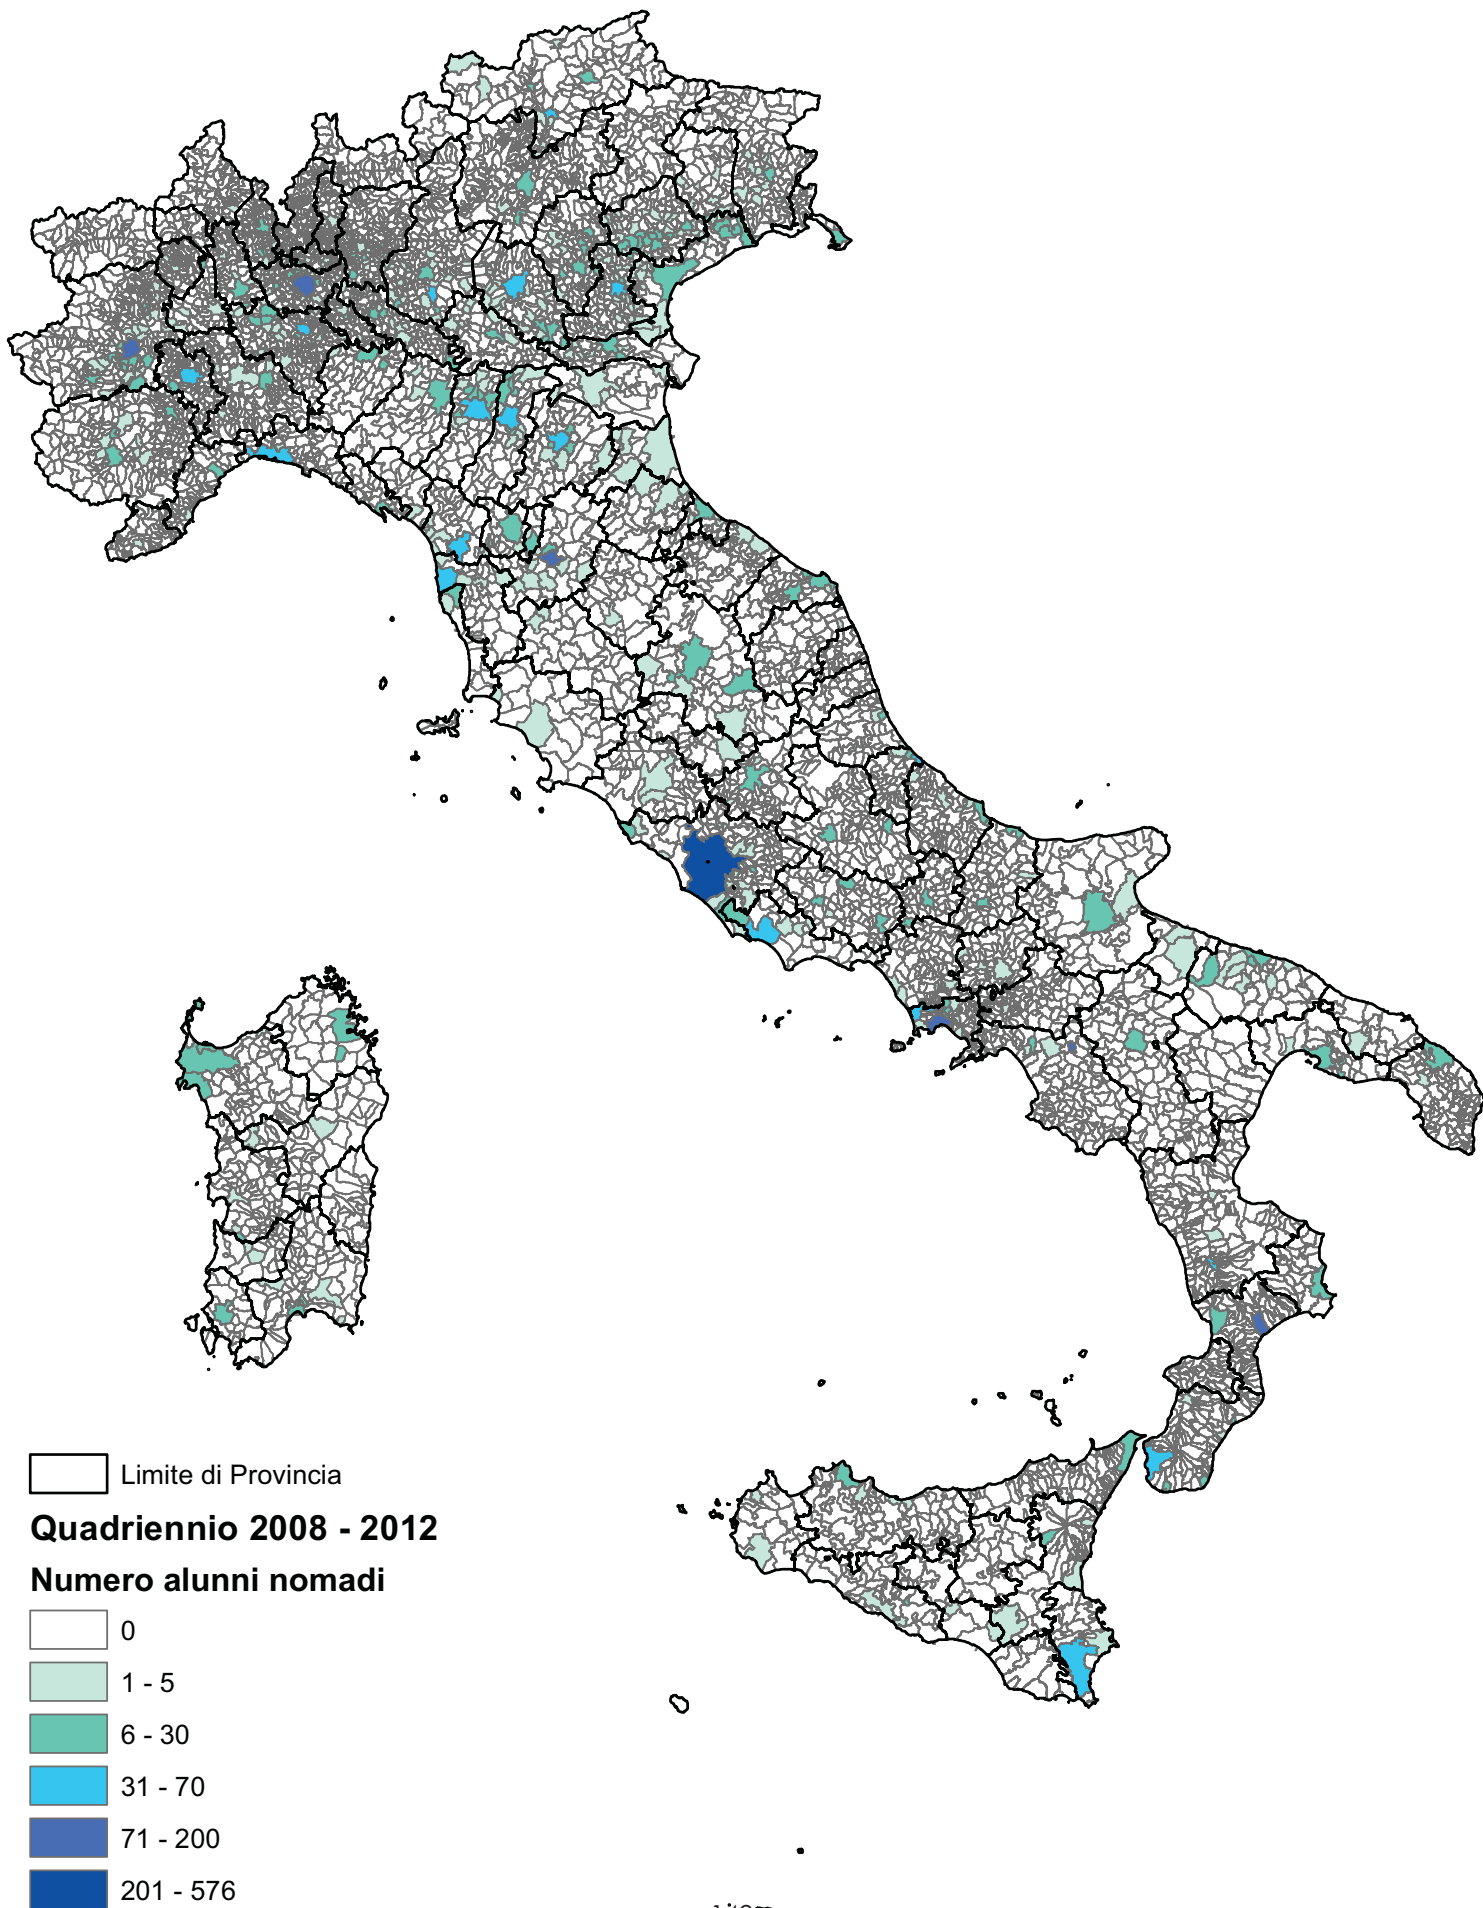 Limite di Provincia
Quadriennio 2008 - 2012
Numero alunni nomadi
0
1 - 5
6 - 30
31 - 70
71 - 200
201 - 576